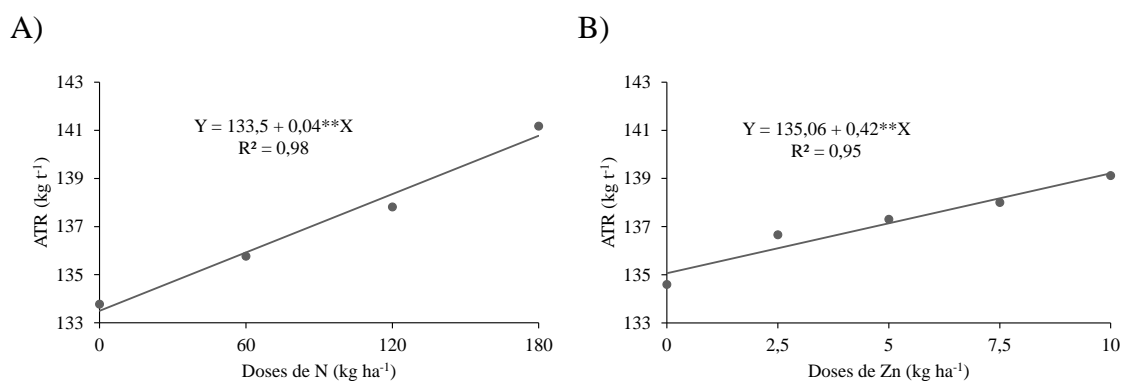 A)
143
141
139
137
135
133
ATR (kg t⁻¹)
Y = 133,5 + 0,04**X
R² = 0,98
0 60 120 180
Doses de N (kg ha⁻¹)
B)
143
141
139
137
135
133
ATR (kg t⁻¹)
Y = 135,06 + 0,42**X
R² = 0,95
0 2,5 5 7,5 10
Doses de Zn (kg ha⁻¹)